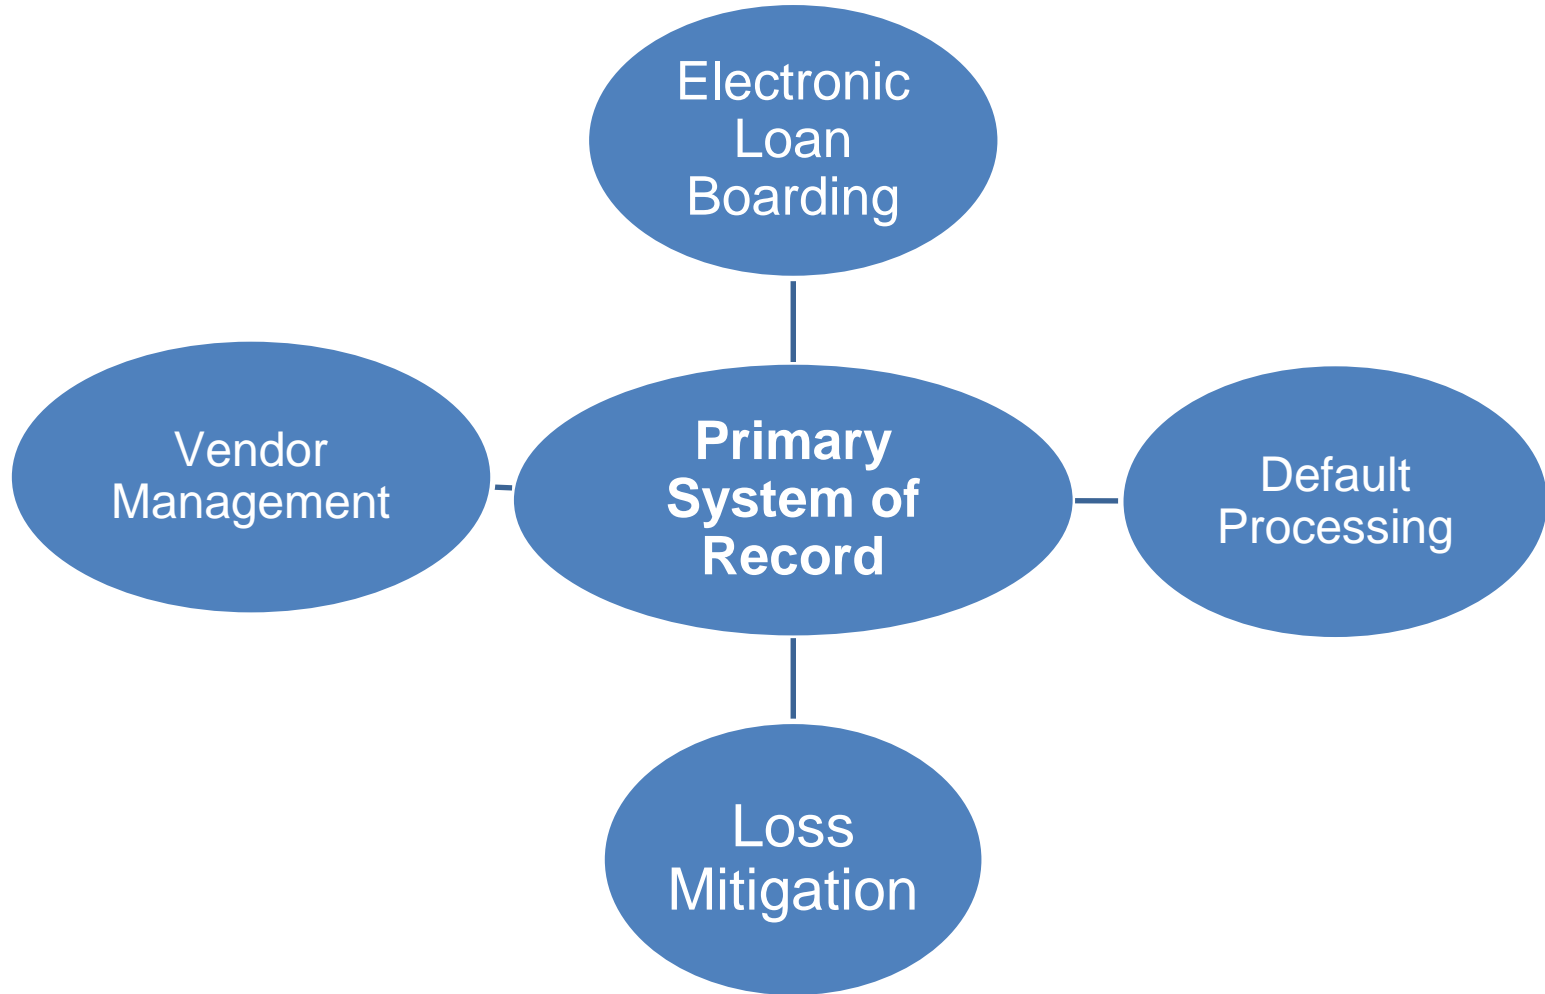 Electronic
Loan
Boarding
Vendor
Management
Primary
System of
Record
Default
Processing
Loss
Mitigation